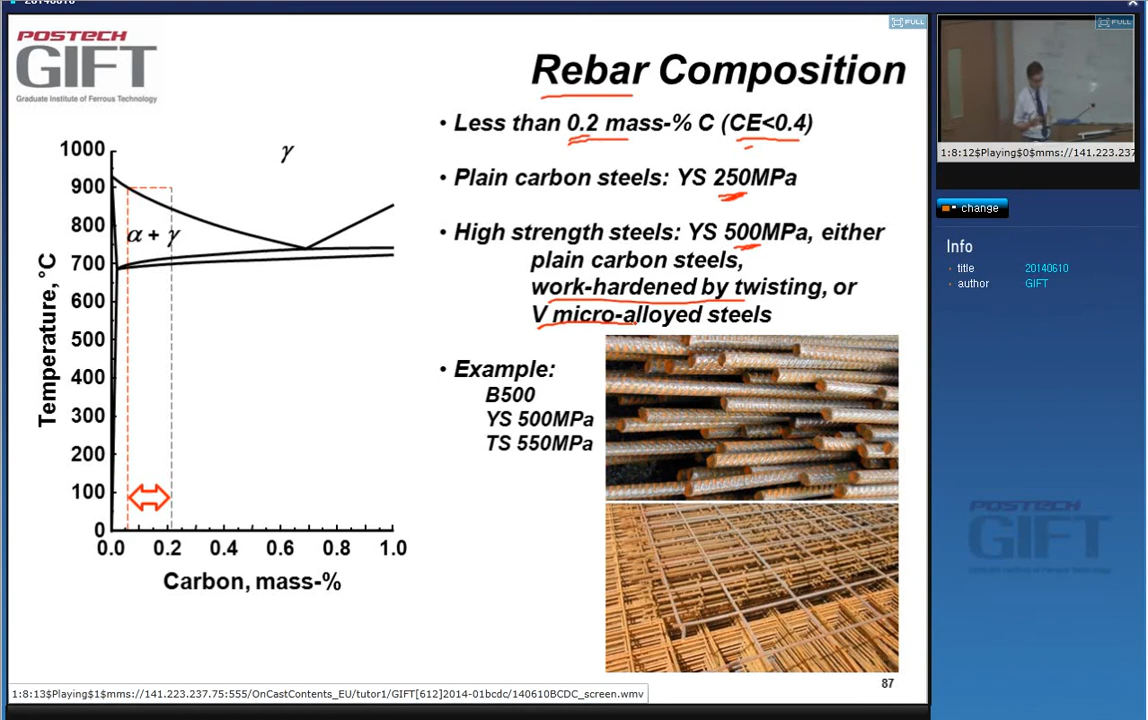 20140610
POSTECH
GIFT
Graduate Institute of Ferrous Technology
FULL
Rebar Composition
• Less than 0.2 mass-% C (CE<0.4)
• Plain carbon steels: YS 250MPa
• High strength steels: YS 500MPa, either
plain carbon steels,
work-hardened by twisting, or
V micro-alloyed steels
• Example:
B500
YS 500MPa
TS 550MPa
γ
α + γ
Temperature, °C
1000
900
800
700
600
500
400
300
200
100
0
0.0 0.2 0.4 0.6 0.8 1.0
Carbon, mass-%
87
1:8:13$Playing$1$mms://141.223.237.75:555/OnCastContents_EU/tutor1/GIFT[612]2014-01bcdc/140610BCDC_screen.wmv
FULL
1:8:12$Playing$0$mms://141.223.237
change
Info
title 20140610
author GIFT
POSTECH
GIFT